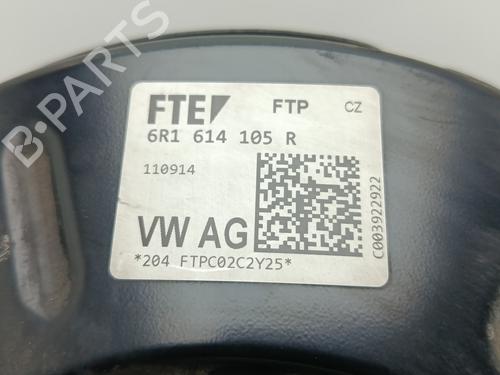 FTE FTP CZ
6R1 614 105 R
110914
VW AG
*204 FTPC02C2Y25*
C003922922
B-PARTS